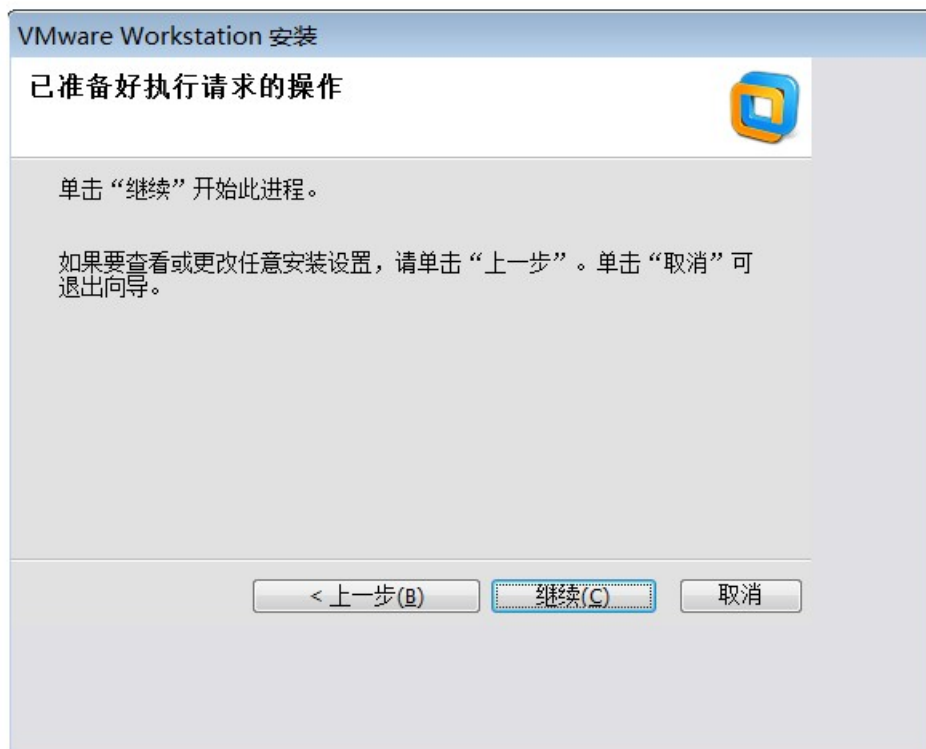 VMware Workstation 安装
已准备好执行请求的操作
单击“继续”开始此进程。
如果要查看或更改任意安装设置，请单击“上一步”。单击“取消”可
退出向导。
< 上一步(B)
继续(C)
取消